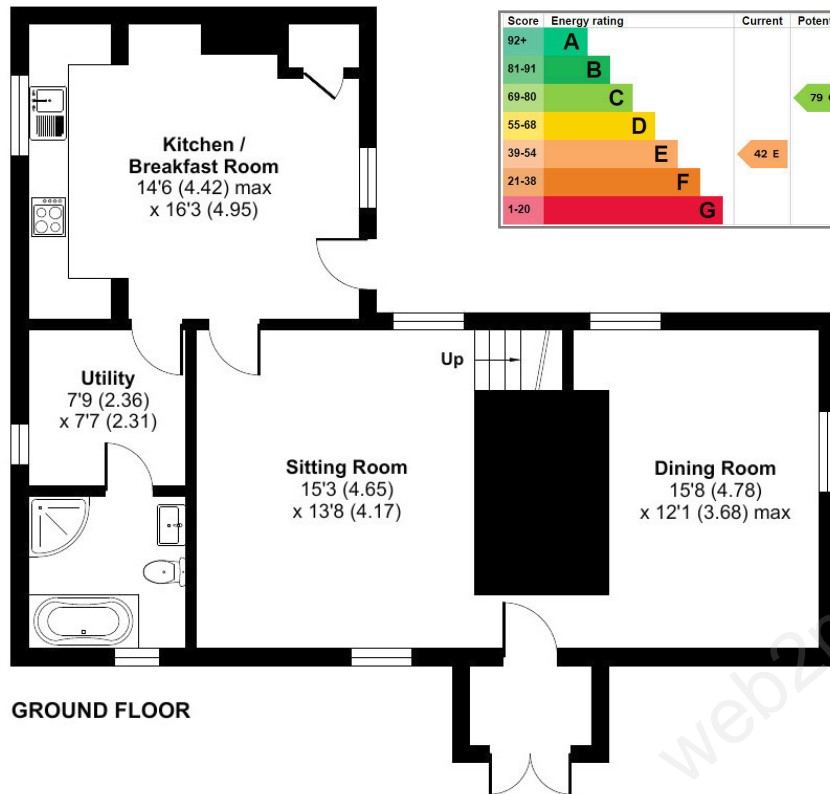 Score Energy rating Current
92+ A
81-91 B
69-80 C 79
55-68 D
39-54 E 42 E
21-38 F
1-20 G
Kitchen /
Breakfast Room
14'6 (4.42) max
x 16'3 (4.95)
Utility
7'9 (2.36)
x 7'7 (2.31)
Up
Sitting Room
15'3 (4.65)
x 13'8 (4.17)
Dining Room
15'8 (4.78)
x 12'1 (3.68) max
GROUND FLOOR